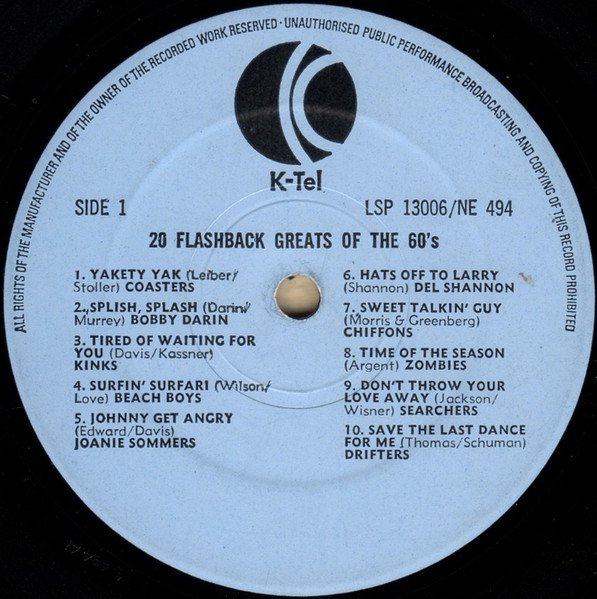 ALL RIGHTS OF THE MANUFACTURER AND OF THE OWNER OF THE RECORDED WORK RESERVED · UNAUTHORISED PUBLIC PERFORMANCE BROADCASTING AND COPYING OF THIS RECORD PROHIBITED
K-Tel
SIDE 1
LSP 13006/NE 494
20 FLASHBACK GREATS OF THE 60's
1. YAKETY YAK (Leiber/
Stoller) COASTERS
2., SPLISH, SPLASH (Darin/
Murrey) BOBBY DARIN
3. TIRED OF WAITING FOR
YOU (Davis/Kassner)
KINKS
4. SURFIN' SURFARI (Wilson/
Love) BEACH BOYS
5. JOHNNY GET ANGRY
(Edward/Davis)
JOANIE SOMMERS
6. HATS OFF TO LARRY
(Shannon) DEL SHANNON
7. SWEET TALKIN' GUY
(Morris & Greenberg)
CHIFFONS
8. TIME OF THE SEASON
(Argent) ZOMBIES
9. DON'T THROW YOUR
LOVE AWAY (Jackson/
Wisner) SEARCHERS
10. SAVE THE LAST DANCE
FOR ME (Thomas/Schuman)
DRIFTERS